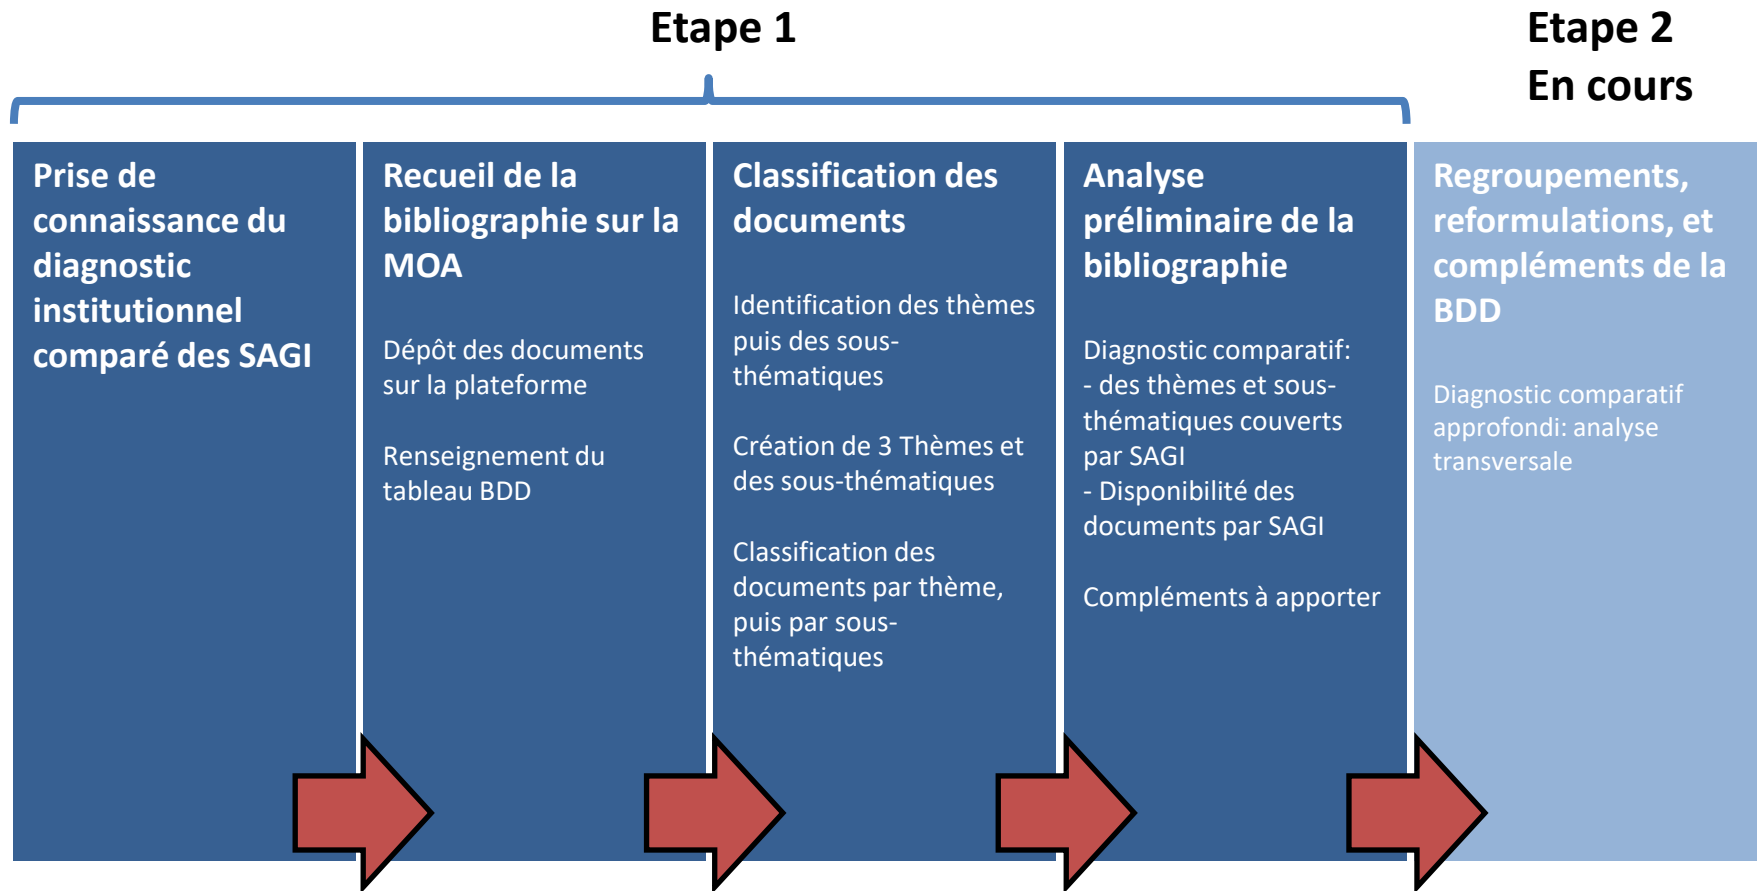 Etape 1
Etape 2
En cours
Prise de
connaissance du
diagnostic
institutionnel
comparé des SAGI
Recueil de la
bibliographie sur la
MOA
Dépôt des documents
sur la plateforme
Renseignement du
tableau BDD
Classification des
documents
Identification des thèmes
puis des sous-
thématiques
Création de 3 Thèmes et
des sous-thématiques
Classification des
documents par thème,
puis par sous-
thématiques
Analyse
préliminaire de la
bibliographie
Diagnostic comparatif:
- des thèmes et sous-
thématiques couverts
par SAGI
- Disponibilité des
documents par SAGI
Compléments à apporter
Regroupements,
reformulations, et
compléments de la
BDD
Diagnostic comparatif
approfondi: analyse
transversale